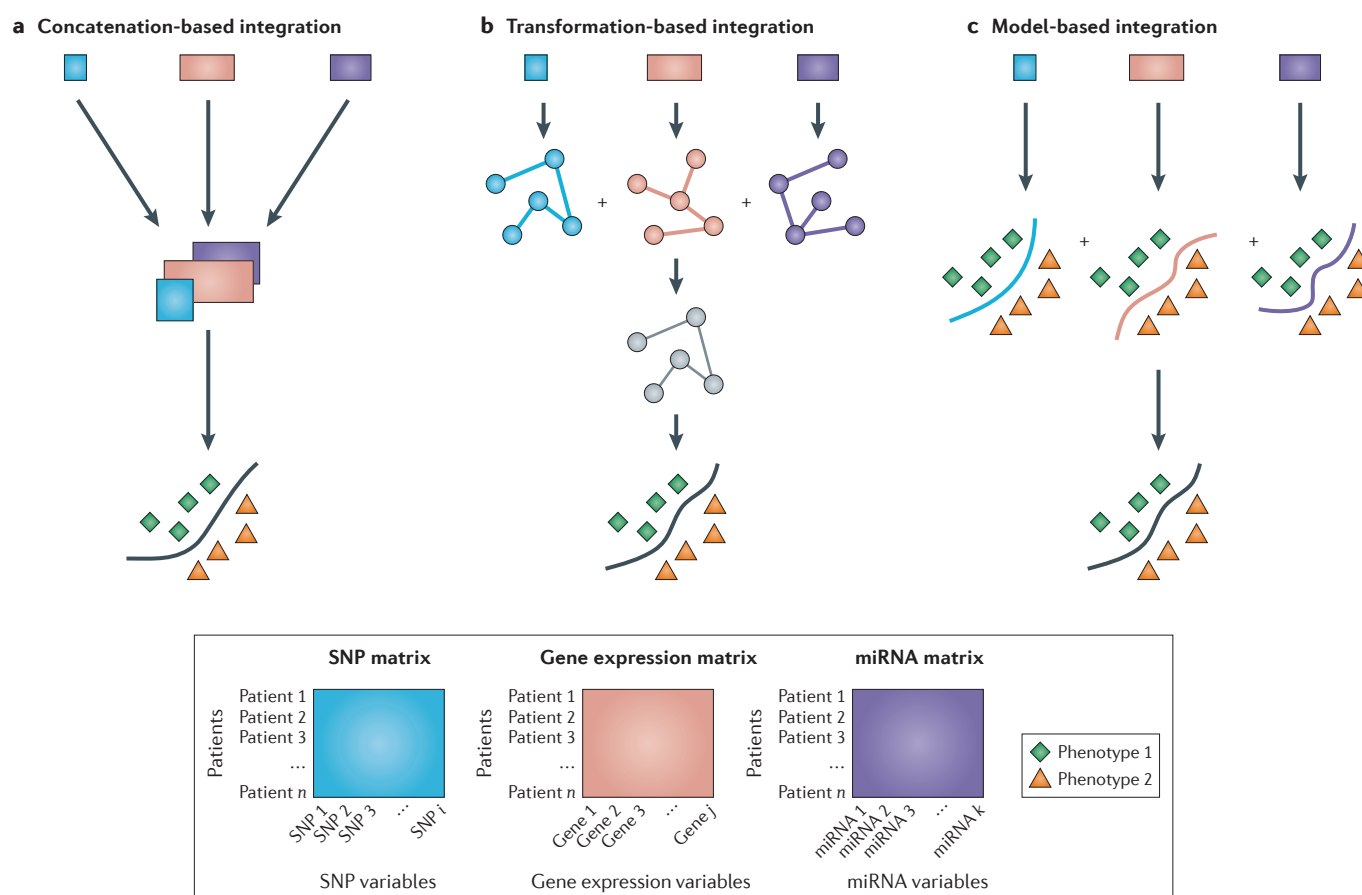 a Concatenation-based integration
b Transformation-based integration
c Model-based integration
+
+
+
+
SNP matrix
Patients
Patient 1
Patient 2
Patient 3
...
Patient n
SNP 1
SNP 2
SNP 3
...
SNP i
SNP variables
Gene expression matrix
Patients
Patient 1
Patient 2
Patient 3
...
Patient n
Gene 1
Gene 2
Gene 3
...
Gene j
Gene expression variables
miRNA matrix
Patients
Patient 1
Patient 2
Patient 3
...
Patient n
miRNA 1
miRNA 2
miRNA 3
...
miRNA k
miRNA variables
Phenotype 1
Phenotype 2